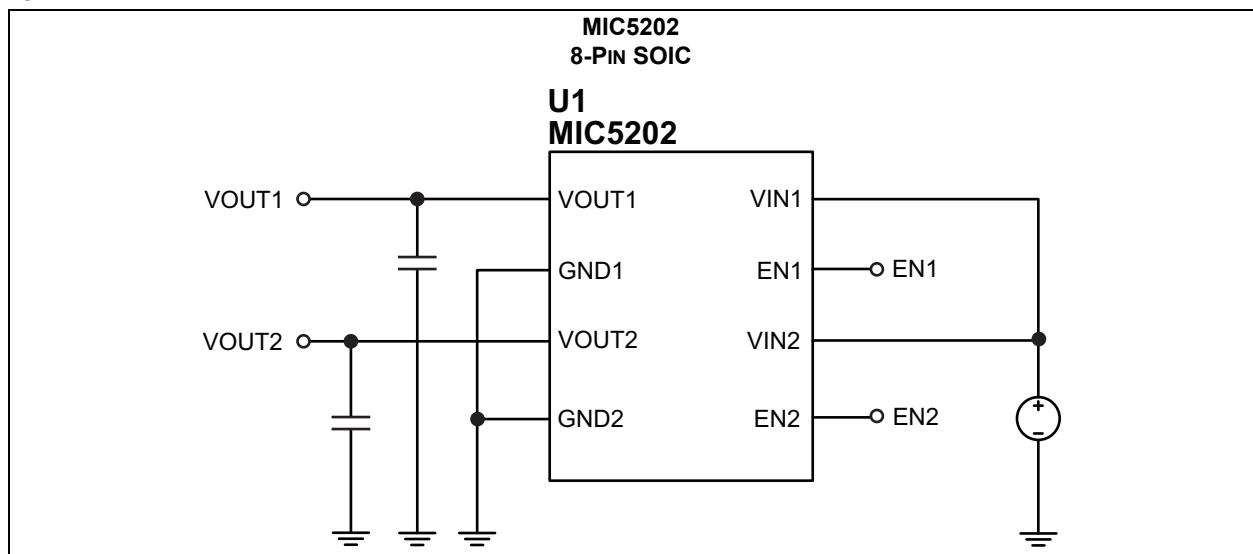 MIC5202
8-PIN SOIC
U1
MIC5202
VOUT1
VOUT1
VIN1
GND1
EN1
EN1
VOUT2
VOUT2
VIN2
GND2
EN2
EN2
+
–